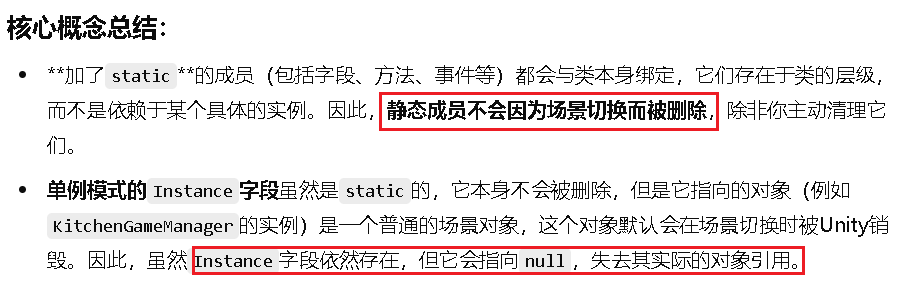 核心概念总结：
• **加了 static **的成员（包括字段、方法、事件等）都会与类本身绑定，它们存在于类的层级，
而不是依赖于某个具体的实例。因此，静态成员不会因为场景切换而被删除，除非你主动清理它
们。
• 单例模式的 Instance 字段虽然是 static 的，它本身不会被删除，但是它指向的对象（例如
KitchenGameManager 的实例）是一个普通的场景对象，这个对象默认会在场景切换时被Unity销
毁。因此，虽然 Instance 字段依然存在，但它会指向 null ，失去其实际的对象引用。